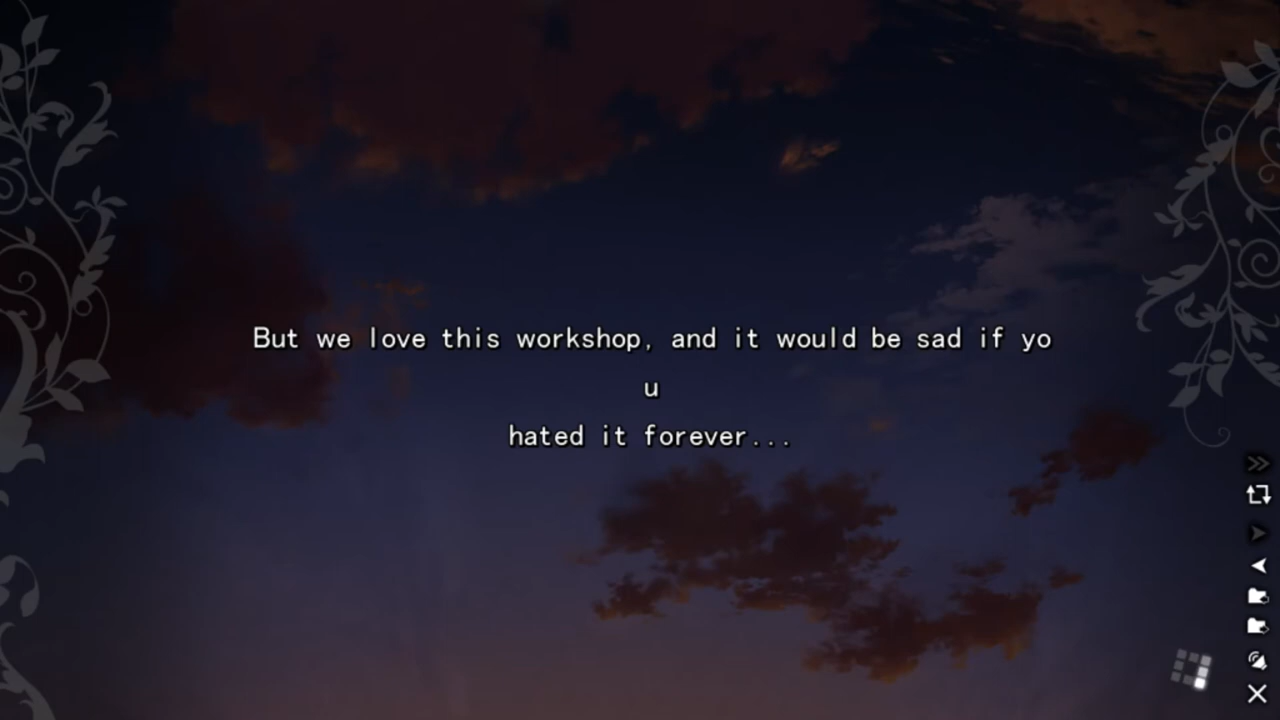 But we love this workshop, and it would be sad if yo
u
hated it forever...